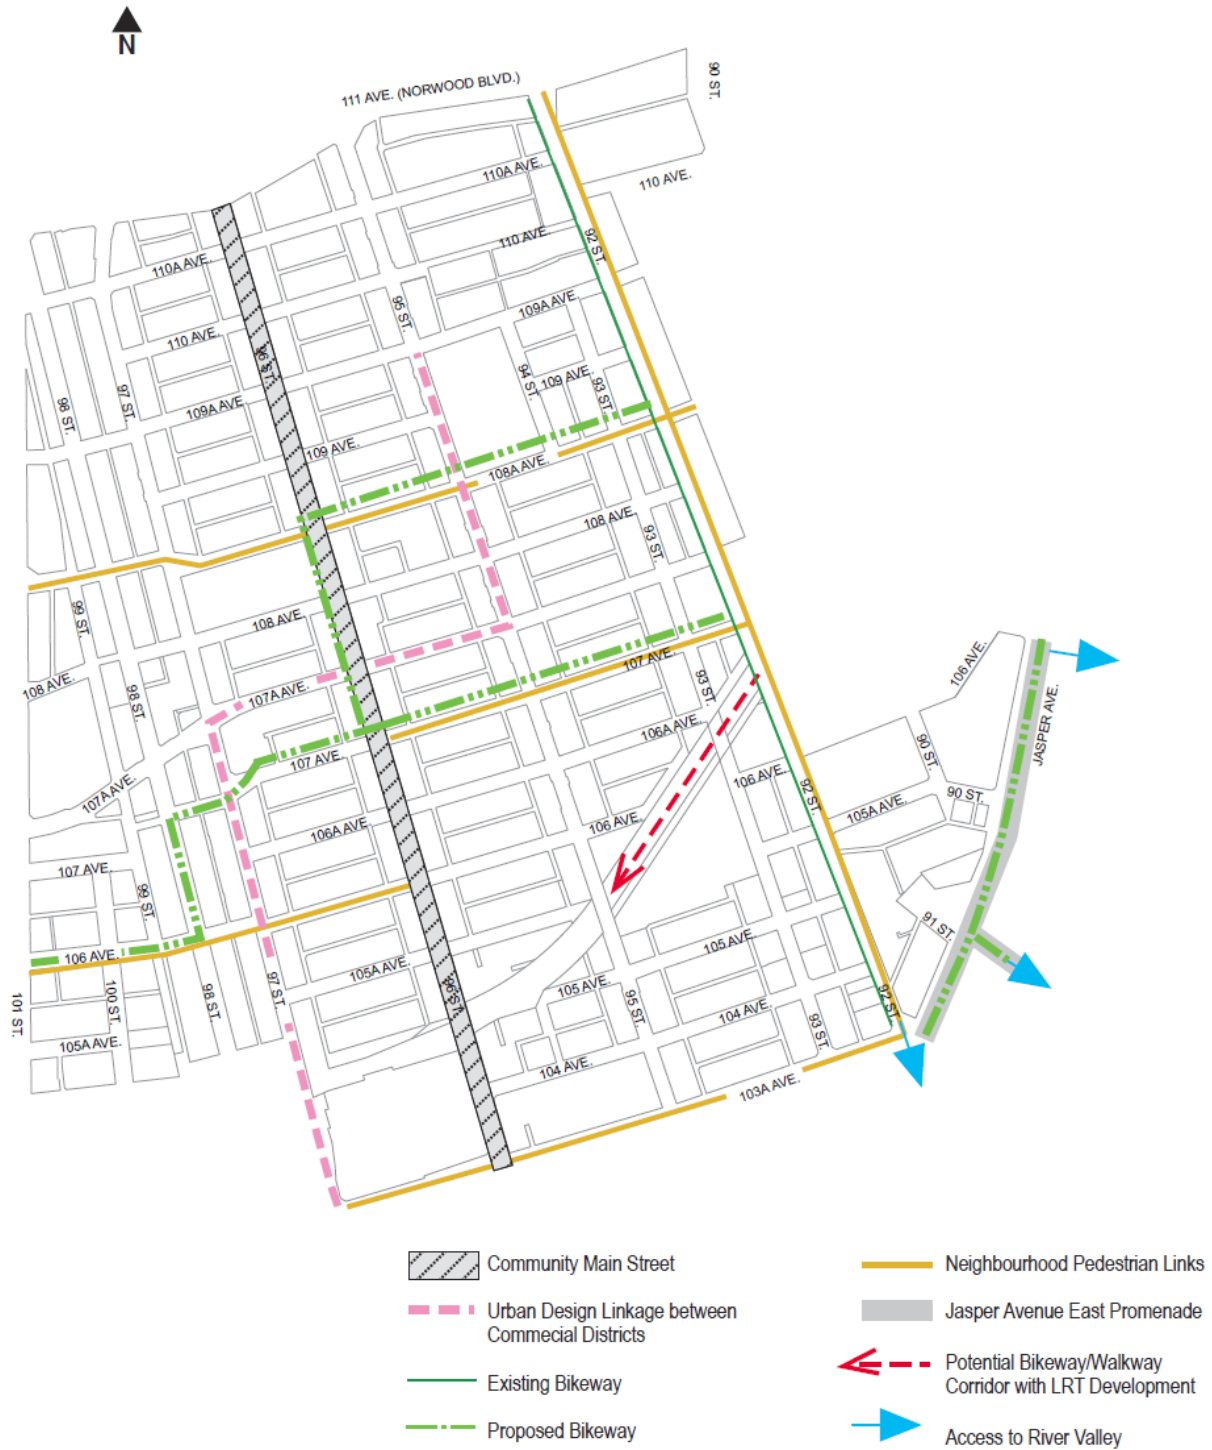 N
111 AVE. (NORWOOD BLVD.)
90 ST.
110A AVE.
110 AVE.
92 ST.
110 AVE.
110A AVE.
109A AVE.
95 ST.
110 AVE.
96 ST.
109 AVE.
94 ST.
93 ST.
98 ST.
97 ST.
109A AVE.
109 AVE.
108A AVE.
108 AVE.
93 ST.
99 ST.
108 AVE.
107 AVE.
106 AVE.
108 AVE.
98 ST.
107A AVE.
93 ST.
106A AVE.
JASPER AVE.
90 ST.
107 AVE.
106 AVE.
92 ST.
90 ST.
107A AVE.
105A AVE.
106A AVE.
106 AVE.
107 AVE.
99 ST.
91 ST.
105 AVE.
106 AVE.
105A AVE.
97 ST.
98 ST.
100 ST.
101 ST.
96 ST.
105 AVE.
95 ST.
104 AVE.
92 ST.
93 ST.
105A AVE.
104 AVE.
103A AVE.
Community Main Street
Urban Design Linkage between
Commecial Districts
Existing Bikeway
Proposed Bikeway
Neighbourhood Pedestrian Links
Jasper Avenue East Promenade
Potential Bikeway/Walkway
Corridor with LRT Development
Access to River Valley